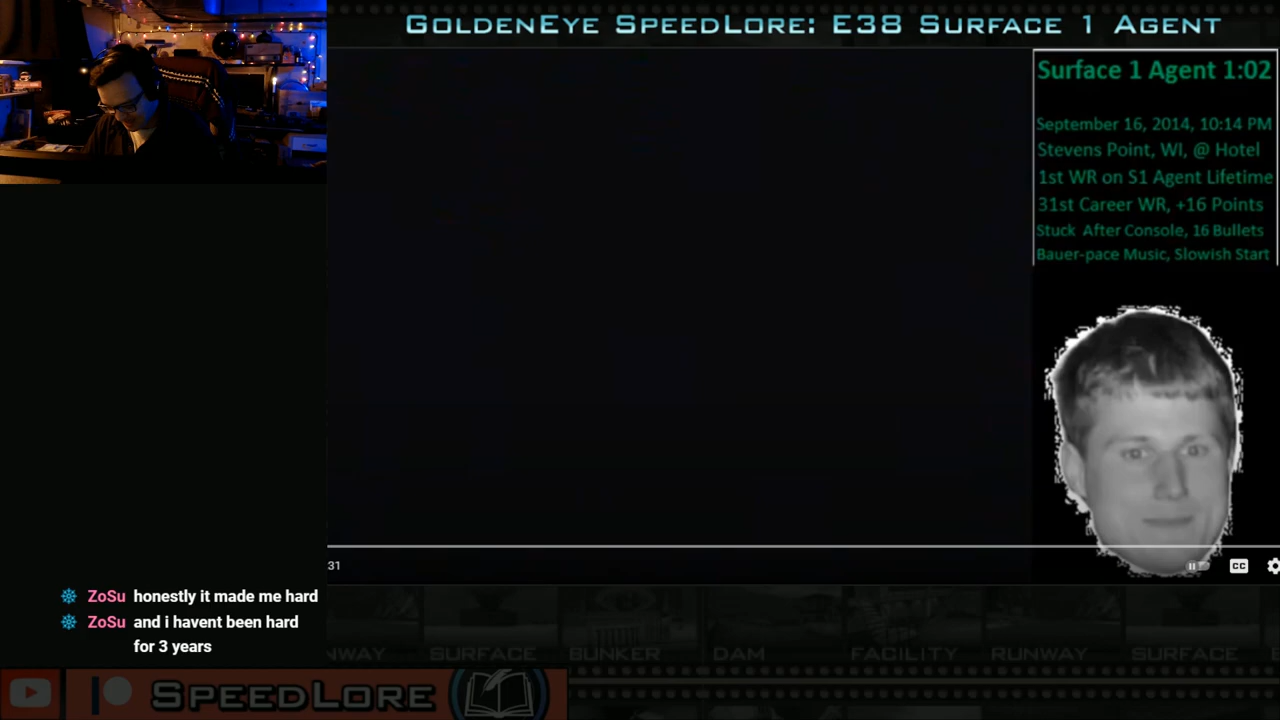 GoldenEye SpeedLore: E38 Surface 1 Agent
Surface 1 Agent 1:02
September 16, 2014, 10:14 PM
Stevens Point, WI, @ Hotel
1st WR on S1 Agent Lifetime
31st Career WR, +16 Points
Stuck After Console, 16 Bullets
Bauer-pace Music, Slowish Start
31
CC
ZoSu honestly it made me hard
ZoSu and i havent been hard
for 3 years
NWAY SURFACE BUNKER DAM FACILITY RUNWAY SURFACE
SpeedLore